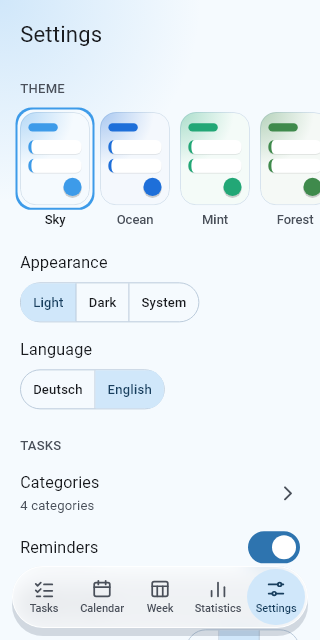 Settings
THEME
Sky Ocean Mint Forest
Appearance
Light Dark System
Language
Deutsch English
TASKS
Categories
4 categories
Reminders
Tasks Calendar Week Statistics Settings